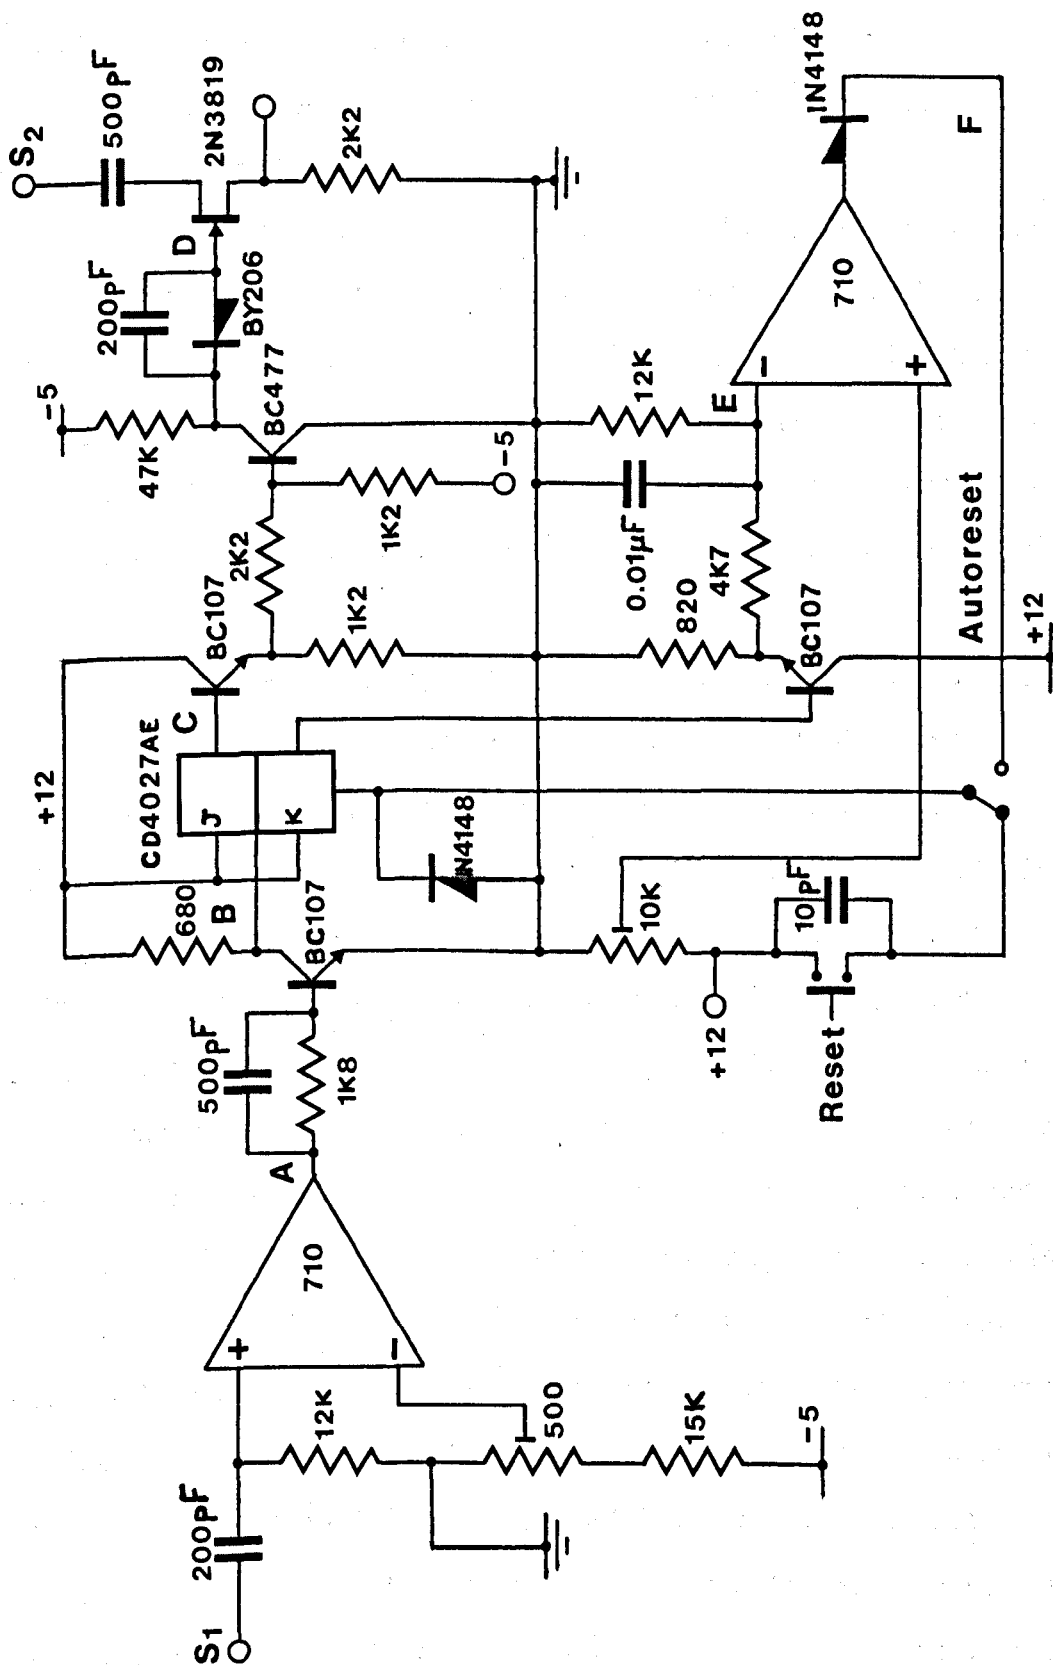 S2
500pF
2N3819
2K2
D
200pF
BY206
-5
47K
BC477
1K2
-5
2K2
BC107
1K2
C
+12
CD4027AE
J
K
680
B
BC107
500pF
1K8
A
710
+
-
200pF
S1
12K
500
15K
-5
IN4148
F
710
-
+
E
12K
0.01µF
4K7
820
BC107
+12
Autoreset
IN4148
10K
10pF
+12
Reset